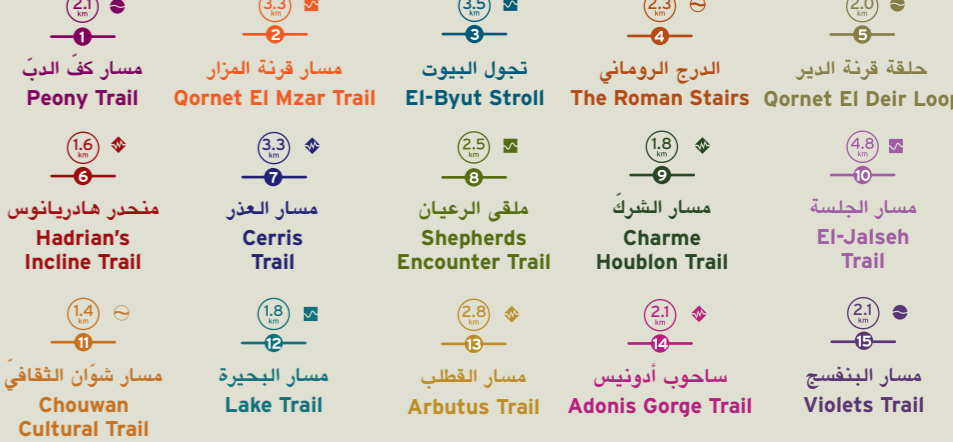 2.1 km
3.3 km
3.5 km
2.3 km
2.0 km
1
2
3
4
5
مسار كفّ الدبّ
Peony Trail
مسار قرنة المزار
Qornet El Mzar Trail
تجول البيوت
El-Byut Stroll
الدرج الروماني
The Roman Stairs
حلقة قرنة الدير
Qornet El Deir Loop
1.6 km
3.3 km
2.5 km
1.8 km
4.8 km
6
7
8
9
10
منحدر هادريانوس
Hadrian's
Incline Trail
مسار العذر
Cerris
Trail
ملقى الرعيان
Shepherds
Encounter Trail
مسار الشركّ
Charme
Houblon Trail
مسار الجلسة
El-Jalseh
Trail
1.4 km
1.8 km
2.8 km
2.1 km
2.1 km
11
12
13
14
15
مسار شوّان الثقافيّ
Chouwan
Cultural Trail
مسار البحيرة
Lake Trail
مسار القطلب
Arbutus Trail
ساحوب أدونيس
Adonis Gorge Trail
مسار البنفسج
Violets Trail